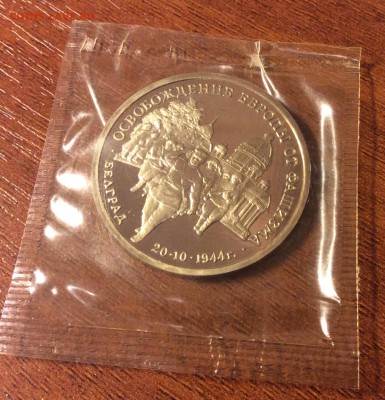 ОСВОБОЖДЕНИЕ ЕВРОПЫ ОТ ФАШИЗМА
БЕЛГРАД
20·10·1944г.